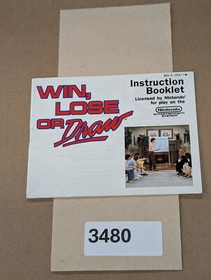 WIN,
LOSE
OR Draw
Instruction
Booklet
Licensed by Nintendo
for play on the
Nintendo
3480